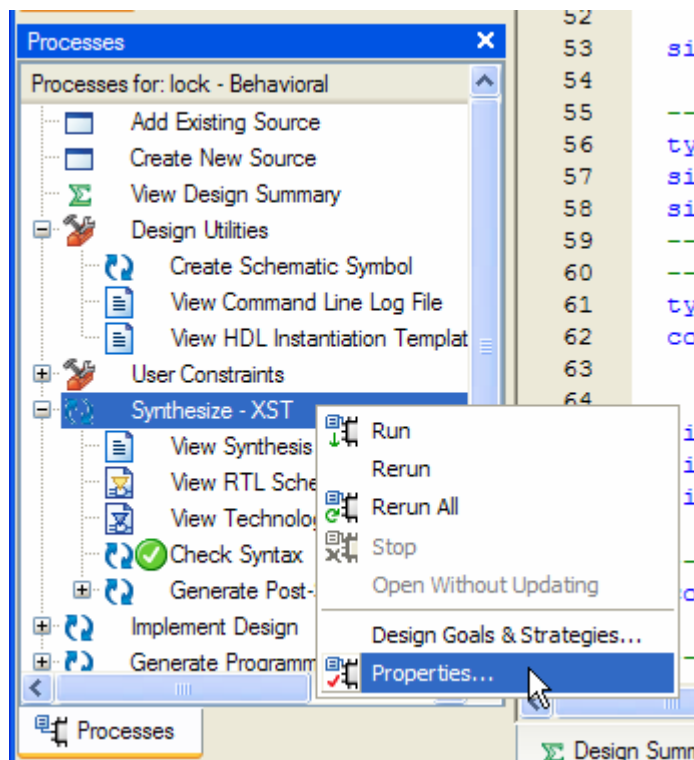 Processes
Processes for: lock - Behavioral
Add Existing Source
Create New Source
View Design Summary
Design Utilities
Create Schematic Symbol
View Command Line Log File
View HDL Instantiation Templat
User Constraints
Synthesize - XST
View Synthesis
View RTL Sche
View Technolo
Check Syntax
Generate Post-
Implement Design
Generate Programm
Processes
Run
Rerun
Rerun All
Stop
Open Without Updating
Design Goals & Strategies...
Properties...
52
53 si
54
55 --
56 ty
57 si
58 si
59 --
60 --
61 ty
62 co
63
64
i
i
i
-
co
-
Design Summ